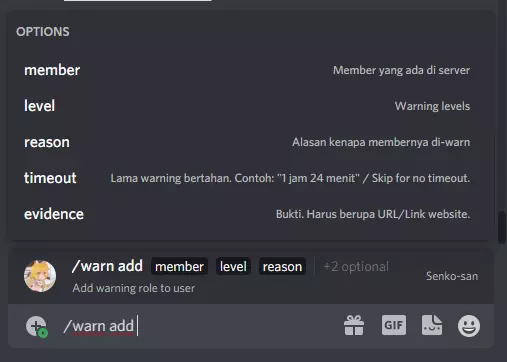 OPTIONS
member Member yang ada di server
level Warning levels
reason Alasan kenapa membernya di-warn
timeout Lama warning bertahan. Contoh: "1 jam 24 menit" / Skip for no timeout.
evidence Bukti. Harus berupa URL/Link website.
/warn add member level reason +2 optional
Senko-san
Add warning role to user
/warn add
GIF